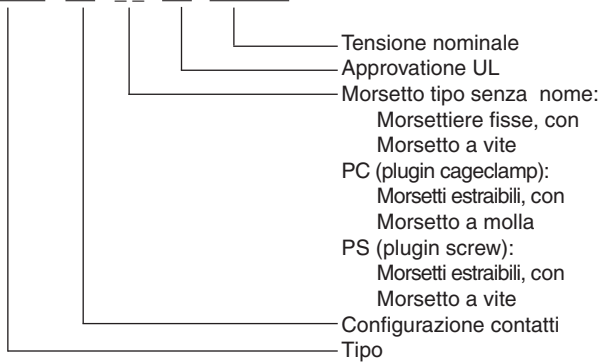 Tensione nominale
Approvatione UL
Morsetto tipo senza nome:
Morsettiere fisse, con
Morsetto a vite
PC (plugin cageclamp):
Morsetti estraibili, con
Morsetto a molla
PS (plugin screw):
Morsetti estraibili, con
Morsetto a vite
Configurazione contatti
Tipo